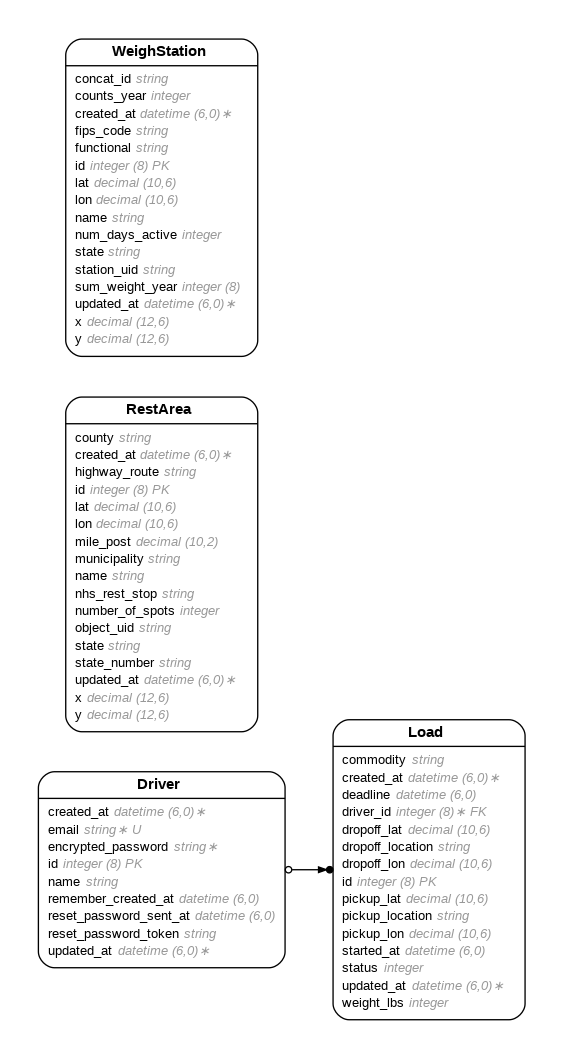 WeighStation
concat_id string
counts_year integer
created_at datetime (6,0)∗
fips_code string
functional string
id integer (8) PK
lat decimal (10,6)
lon decimal (10,6)
name string
num_days_active integer
state string
station_uid string
sum_weight_year integer (8)
updated_at datetime (6,0)∗
x decimal (12,6)
y decimal (12,6)
RestArea
county string
created_at datetime (6,0)∗
highway_route string
id integer (8) PK
lat decimal (10,6)
lon decimal (10,6)
mile_post decimal (10,2)
municipality string
name string
nhs_rest_stop string
number_of_spots integer
object_uid string
state string
state_number string
updated_at datetime (6,0)∗
x decimal (12,6)
y decimal (12,6)
Driver
created_at datetime (6,0)∗
email string∗ U
encrypted_password string∗
id integer (8) PK
name string
remember_created_at datetime (6,0)
reset_password_sent_at datetime (6,0)
reset_password_token string
updated_at datetime (6,0)∗
Load
commodity string
created_at datetime (6,0)∗
deadline datetime (6,0)
driver_id integer (8)∗ FK
dropoff_lat decimal (10,6)
dropoff_location string
dropoff_lon decimal (10,6)
id integer (8) PK
pickup_lat decimal (10,6)
pickup_location string
pickup_lon decimal (10,6)
started_at datetime (6,0)
status integer
updated_at datetime (6,0)∗
weight_lbs integer